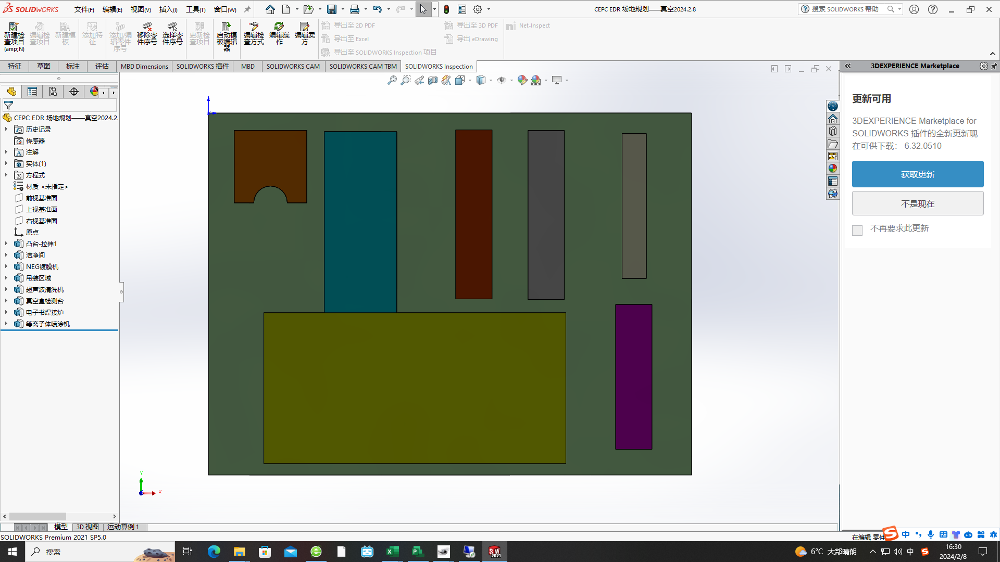 SOLIDWORKS 文件(F) 编辑(E) 视图(V) 插入(I) 工具(T) 窗口(W) CEPC EDR 场地规划——真空2024.2.8 搜索 SOLIDWORKS 帮助
新建检查项目(amp;N)
编辑检查项目
新建模板
添加特征
添加/编辑零件序号
移除零件序号
选择零件序号
更新检查项目
启动模板编辑器
编辑检查方式
编辑操作
编辑卖方
导出至 2D PDF
导出至 Excel
导出至 SOLIDWORKS Inspection 项目
导出至 3D PDF
导出 eDrawing
Net-Inspect
特征 草图 标注 评估 MBD Dimensions SOLIDWORKS 插件 MBD SOLIDWORKS CAM SOLIDWORKS CAM TBM SOLIDWORKS Inspection
CEPC EDR 场地规划——真空2024.2.
历史记录
传感器
注解
实体(1)
方程式
材质 <未指定>
前视基准面
上视基准面
右视基准面
原点
凸台-拉伸1
洁净间
NEG镀膜机
吊装区域
超声波清洗机
真空盒检测台
电子书焊接炉
等离子体喷涂机
Y
X
3DEXPERIENCE Marketplace
更新可用
3DEXPERIENCE Marketplace for
SOLIDWORKS 插件的全新更新现
在可供下载： 6.32.0510
获取更新
不是现在
不再要求此更新
模型 3D 视图 运动算例 1
SOLIDWORKS Premium 2021 SP5.0
在编辑 零件
中
搜索
SW
2021
6°C 大部晴朗
中
16:30
2024/2/8